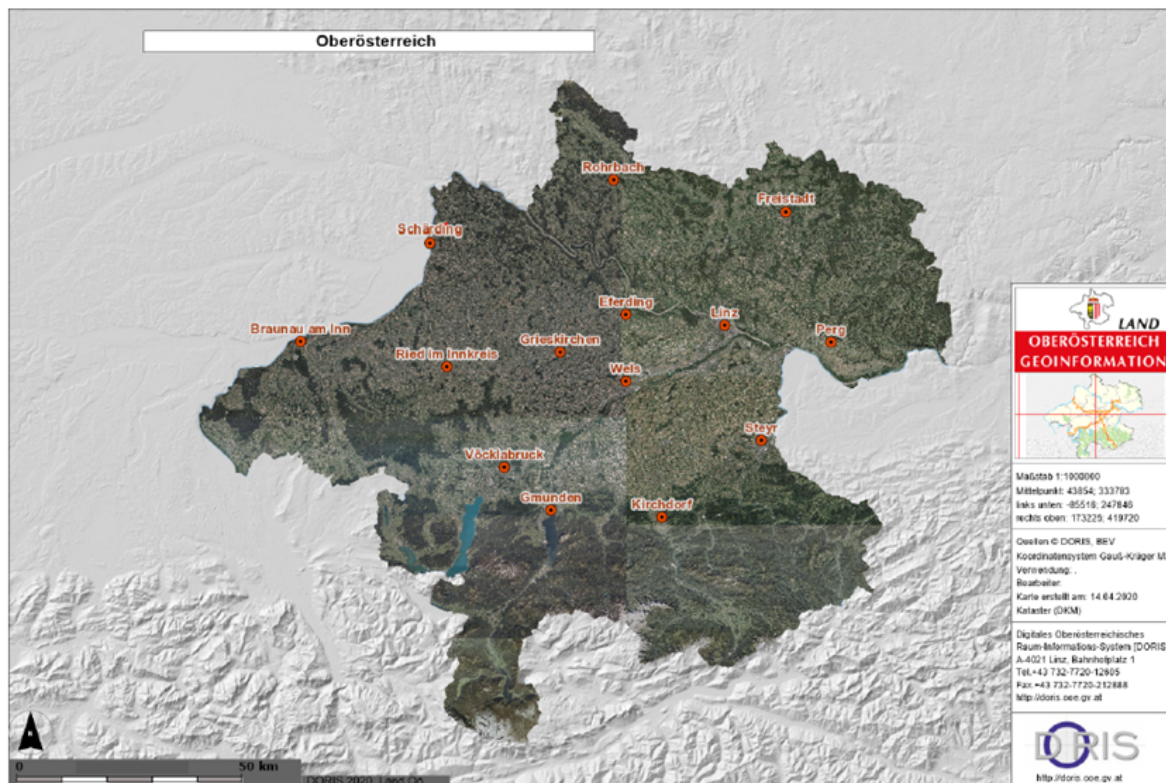 Oberösterreich
Rohrbach
Freistadt
Schärding
Eferding
Linz
Braunau am Inn
Perg
Grieskirchen
Ried im Innkreis
Wels
Steyr
Vöcklabruck
Gmunden
Kirchdorf
0 50 km
DORIS 2020, Land Oö
N
LAND
OBERÖSTERREICH
GEOINFORMATION
Maßstab 1:1000000
Mittelpunkt: 43854; 333783
links unten: -85516; 247846
rechts oben: 173225; 419720
Quellen © DORIS, BEV
Koordinatensystem Gauß-Krüger M
Verwendung: .
Bearbeiter:
Karte erstellt am: 14.04.2020
Kataster (DKM)
Digitales Oberösterreichisches
Raum-Informations-System [DORIS
A-4021 Linz, Bahnhofplatz 1
Tel.+43 732-7720-12605
Fax.+43 732-7720-212888
http://doris.ooe.gv.at
DORIS
http://doris.ooe.gv.at